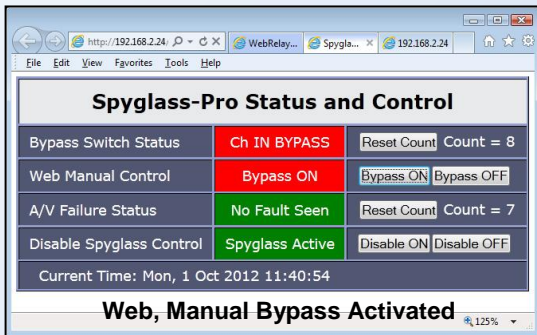 http://192.168.2.24/
WebRelay...
Spygla...
192.168.2.24
File Edit View Favorites Tools Help
Spyglass-Pro Status and Control
Bypass Switch Status Ch IN BYPASS Reset Count Count = 8
Web Manual Control Bypass ON Bypass ON Bypass OFF
A/V Failure Status No Fault Seen Reset Count Count = 7
Disable Spyglass Control Spyglass Active Disable ON Disable OFF
Current Time: Mon, 1 Oct 2012 11:40:54
Web, Manual Bypass Activated
125%